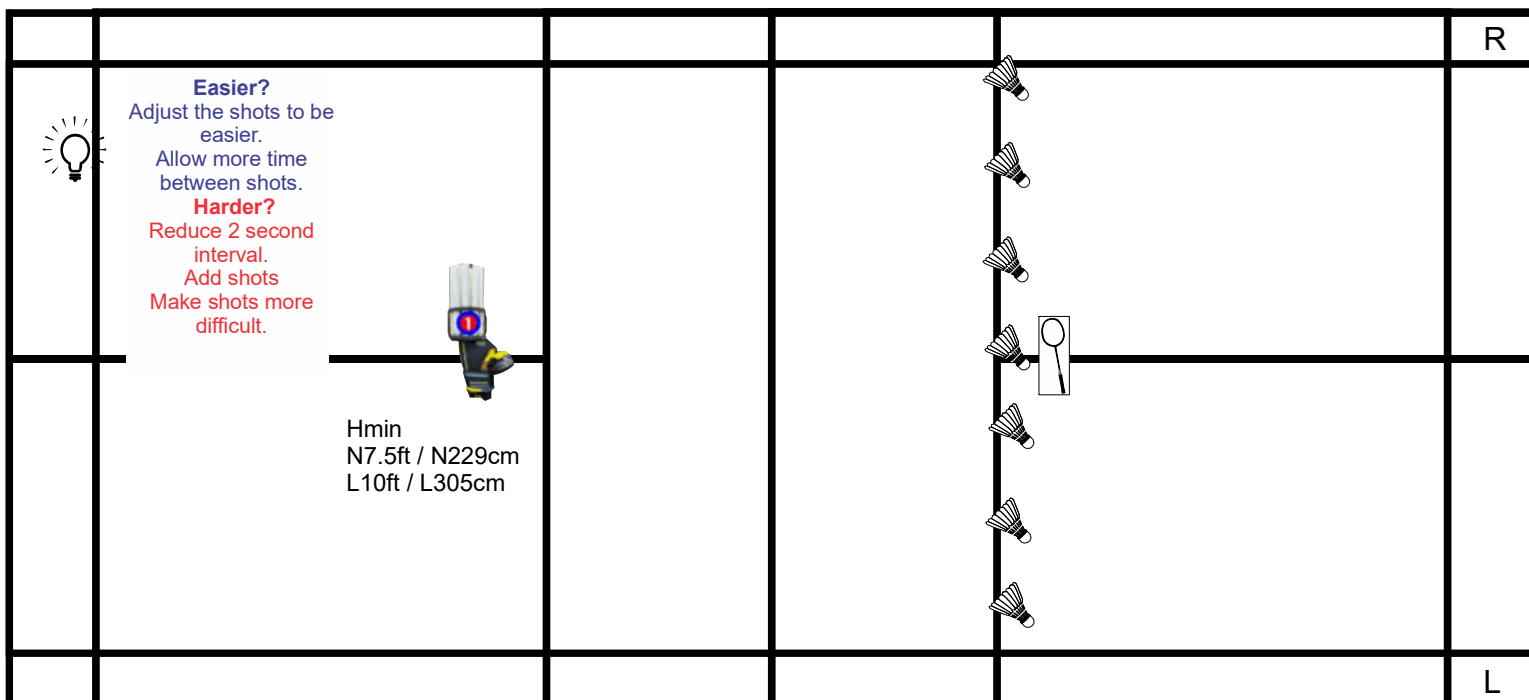 R
Easier?
Adjust the shots to be
easier.
Allow more time
between shots.
Harder?
Reduce 2 second
interval.
Add shots
Make shots more
difficult.
1
Hmin
N7.5ft / N229cm
L10ft / L305cm
L